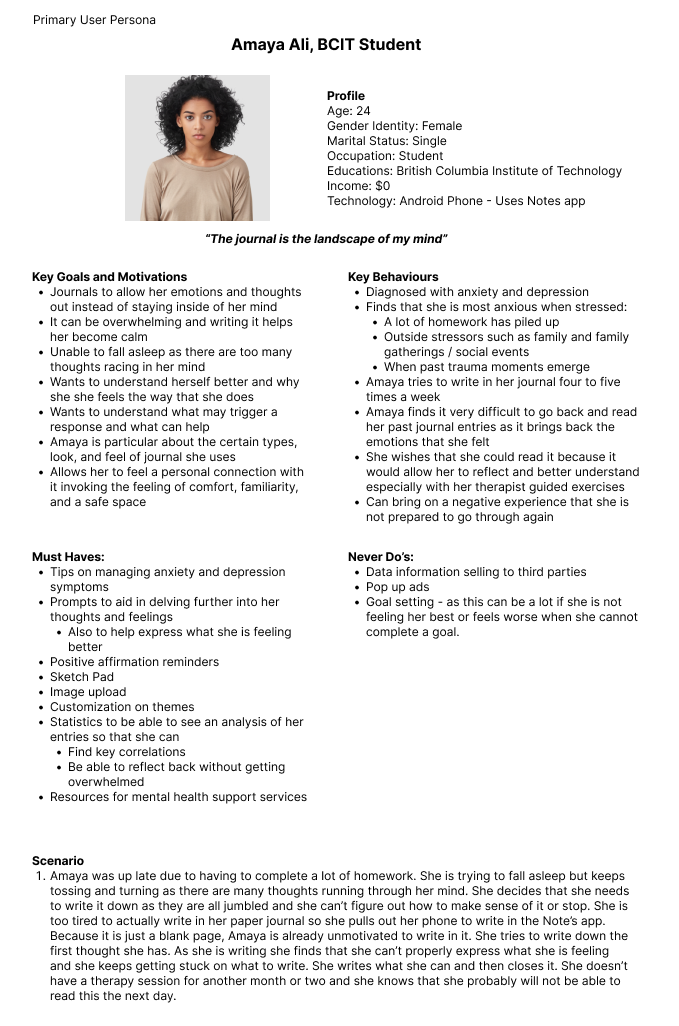 Primary User Persona
Amaya Ali, BCIT Student
Profile
Age: 24
Gender Identity: Female
Marital Status: Single
Occupation: Student
Educations: British Columbia Institute of Technology
Income: $0
Technology: Android Phone - Uses Notes app
“The journal is the landscape of my mind”
Key Goals and Motivations
• Journals to allow her emotions and thoughts
out instead of staying inside of her mind
• It can be overwhelming and writing it helps
her become calm
• Unable to fall asleep as there are too many
thoughts racing in her mind
• Wants to understand herself better and why
she she feels the way that she does
• Wants to understand what may trigger a
response and what can help
• Amaya is particular about the certain types,
look, and feel of journal she uses
• Allows her to feel a personal connection with
it invoking the feeling of comfort, familiarity,
and a safe space
Key Behaviours
• Diagnosed with anxiety and depression
• Finds that she is most anxious when stressed:
• A lot of homework has piled up
• Outside stressors such as family and family
gatherings / social events
• When past trauma moments emerge
• Amaya tries to write in her journal four to five
times a week
• Amaya finds it very difficult to go back and read
her past journal entries as it brings back the
emotions that she felt
• She wishes that she could read it because it
would allow her to reflect and better understand
especially with her therapist guided exercises
• Can bring on a negative experience that she is
not prepared to go through again
Must Haves:
• Tips on managing anxiety and depression
symptoms
• Prompts to aid in delving further into her
thoughts and feelings
• Also to help express what she is feeling
better
• Positive affirmation reminders
• Sketch Pad
• Image upload
• Customization on themes
• Statistics to be able to see an analysis of her
entries so that she can
• Find key correlations
• Be able to reflect back without getting
overwhelmed
• Resources for mental health support services
Never Do’s:
• Data information selling to third parties
• Pop up ads
• Goal setting - as this can be a lot if she is not
feeling her best or feels worse when she cannot
complete a goal.
Scenario
1. Amaya was up late due to having to complete a lot of homework. She is trying to fall asleep but keeps
tossing and turning as there are many thoughts running through her mind. She decides that she needs
to write it down as they are all jumbled and she can’t figure out how to make sense of it or stop. She is
too tired to actually write in her paper journal so she pulls out her phone to write in the Note’s app.
Because it is just a blank page, Amaya is already unmotivated to write in it. She tries to write down the
first thought she has. As she is writing she finds that she can’t properly express what she is feeling
and she keeps getting stuck on what to write. She writes what she can and then closes it. She doesn’t
have a therapy session for another month or two and she knows that she probably will not be able to
read this the next day.